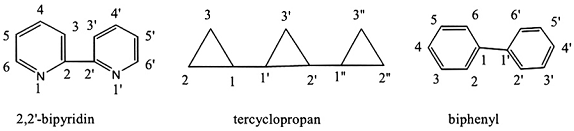 4 4' 3 3' 3"
5 3 3' 5' 5 6 6' 5'
4 4'
6 2 2' 6' 1 1'
N N 3 2 2' 3'
1 1' 2 1 1' 2' 1" 2"
2,2'-bipyridin tercyclopropan biphenyl